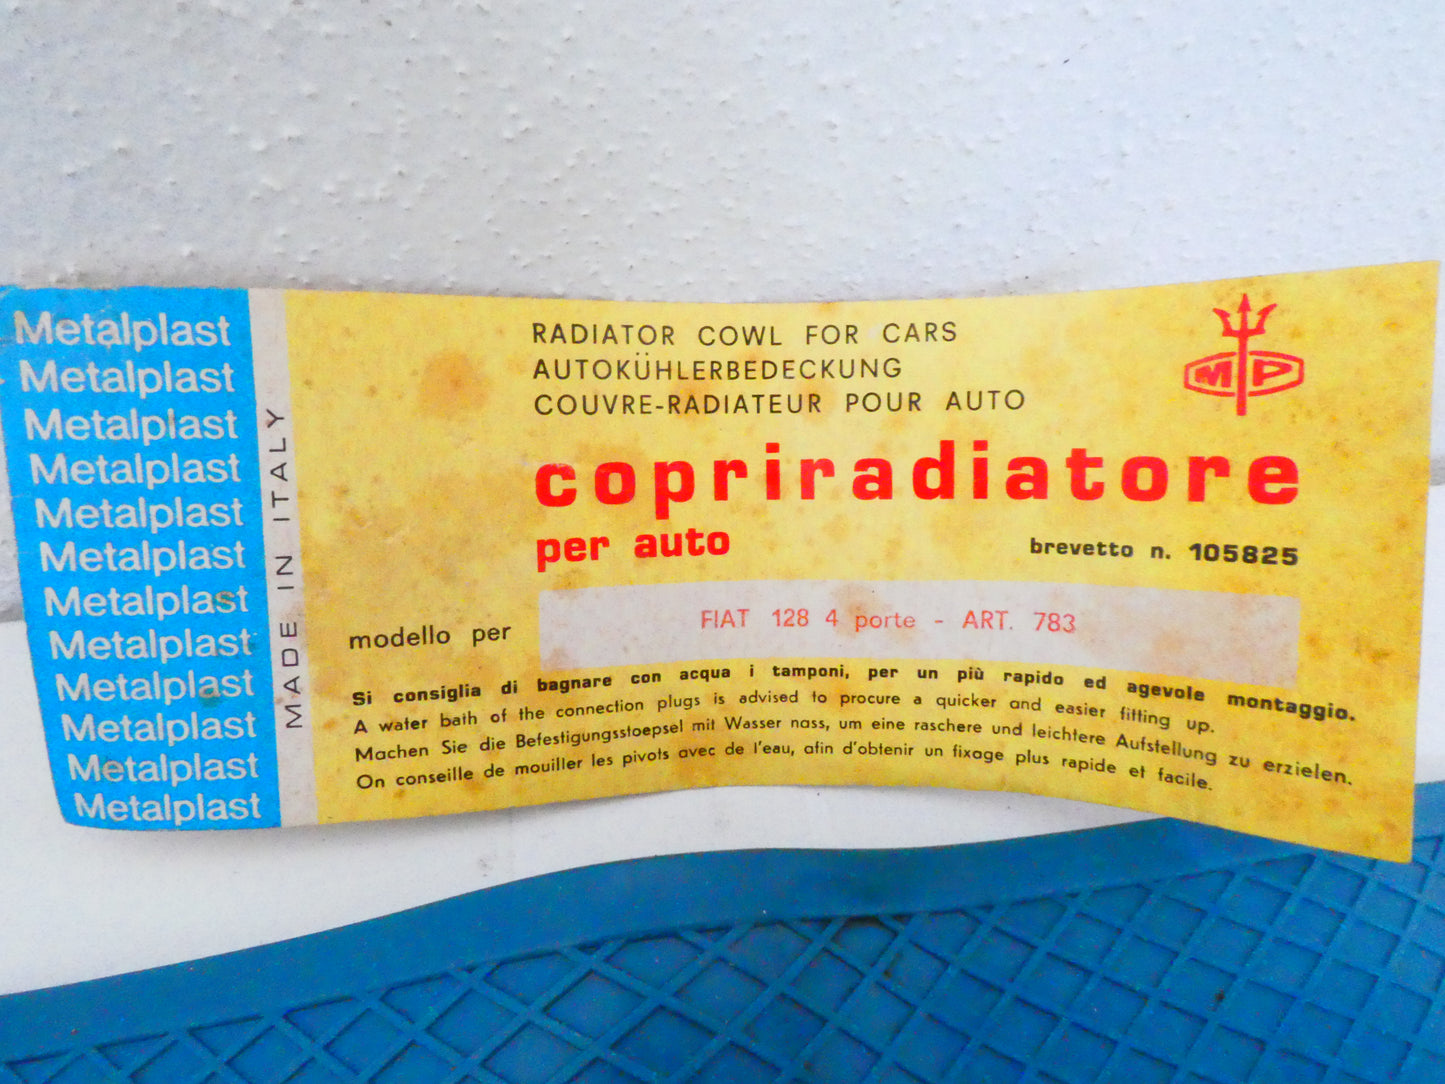 Metalplast
Metalplast
Metalplast
Metalplast
Metalplast
Metalplast
Metalplast
Metalplast
Metalplast
Metalplast
Metalplast
Metalplast
MADE IN ITALY
RADIATOR COWL FOR CARS
AUTOKÜHLERBEDECKUNG
COUVRE-RADIATEUR POUR AUTO
MP
copriradiatore
per auto
brevetto n. 105825
modello per
FIAT 128 4 porte - ART. 783
Si consiglia di bagnare con acqua i tamponi, per un più rapido ed agevole montaggio.
A water bath of the connection plugs is advised to procure a quicker and easier fitting up.
Machen Sie die Befestigungsstoepsel mit Wasser nass, um eine raschere und leichtere Aufstellung zu erzielen.
On conseille de mouiller les pivots avec de l'eau, afin d'obtenir un fixage plus rapide et facile.